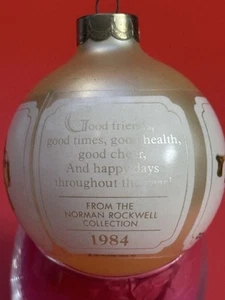 Good friends,
good times, good health,
good cheer,
And happy days
throughout the year!
FROM THE
NORMAN ROCKWELL
COLLECTION
1984